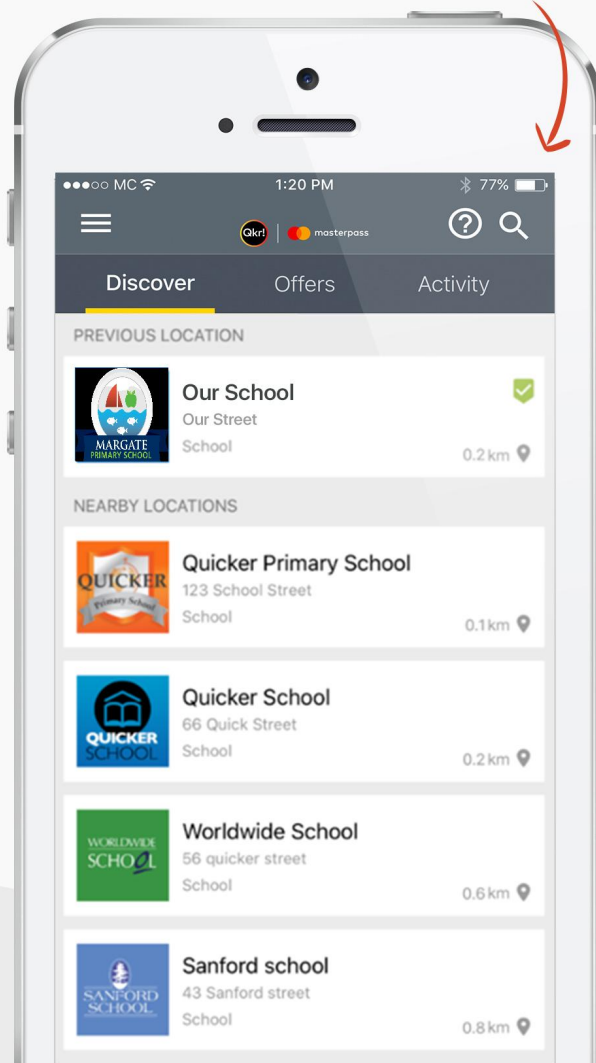 MC
1:20 PM
77%
Qkr!
masterpass
Discover
Offers
Activity
PREVIOUS LOCATION
MARGATE
PRIMARY SCHOOL
Our School
Our Street
School
0.2 km
NEARBY LOCATIONS
QUICKER
Primary School
Quicker Primary School
123 School Street
School
0.1 km
QUICKER
SCHOOL
Quicker School
66 Quick Street
School
0.2 km
WORLDWIDE
SCHOOL
Worldwide School
56 quicker street
School
0.6 km
SANFORD
SCHOOL
Sanford school
43 Sanford street
School
0.8 km